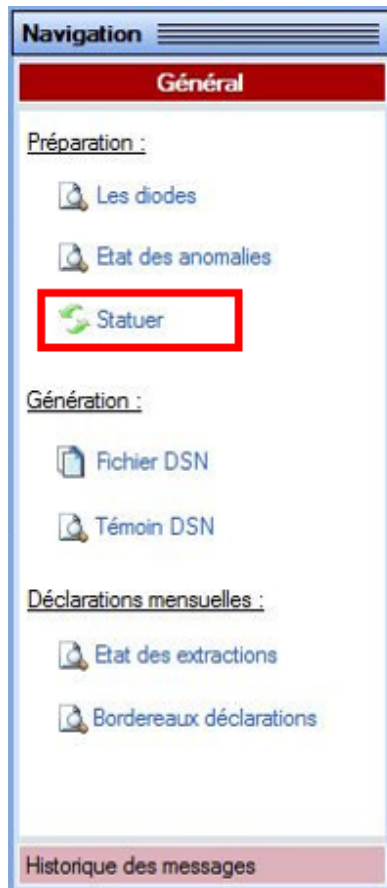 Navigation
Général
Préparation :
Les diodes
Etat des anomalies
Statuer
Génération :
Fichier DSN
Témoin DSN
Déclarations mensuelles :
Etat des extractions
Bordereaux déclarations
Historique des messages